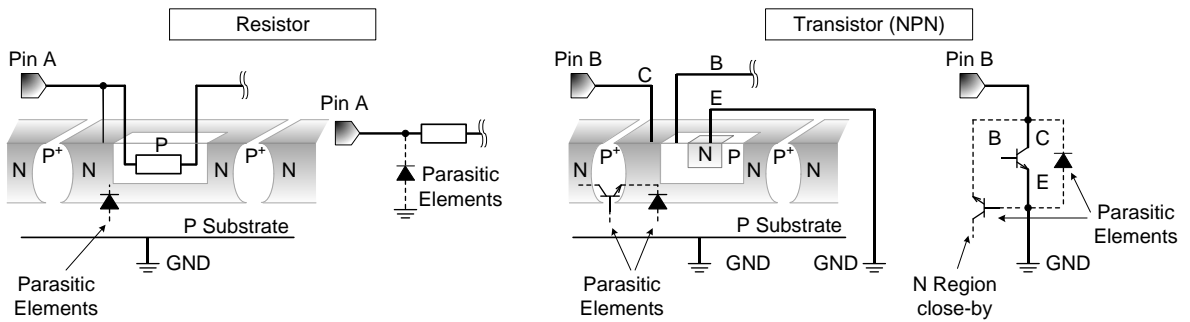 Resistor
Transistor (NPN)
Pin A
Pin A
P
N
P+
N
P+
N
Parasitic
Elements
P Substrate
GND
Parasitic
Elements
Pin B
C
B
E
N
P+
N
P
P+
N
N
P Substrate
GND
GND
Parasitic
Elements
Pin B
B
C
E
Parasitic
Elements
N Region
close-by